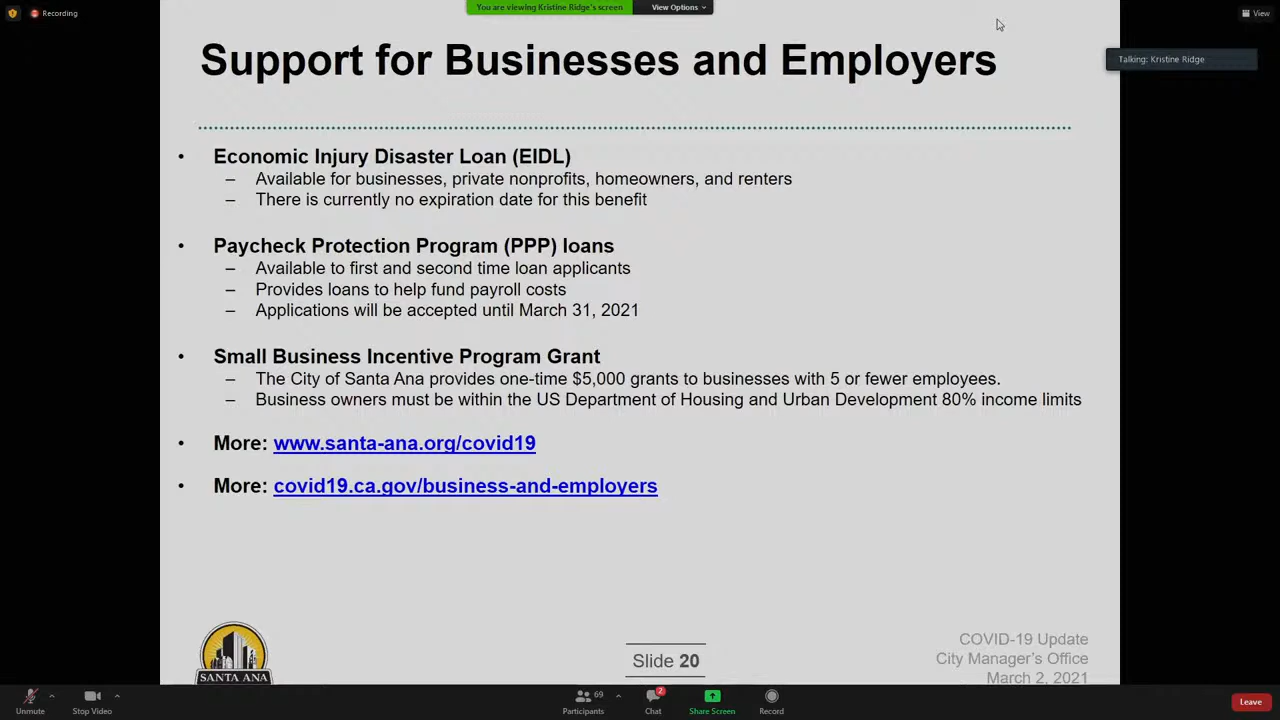 Recording
You are viewing Kristine Ridge's screen
View Options
View
Talking: Kristine Ridge
Support for Businesses and Employers
• Economic Injury Disaster Loan (EIDL)
– Available for businesses, private nonprofits, homeowners, and renters
– There is currently no expiration date for this benefit
• Paycheck Protection Program (PPP) loans
– Available to first and second time loan applicants
– Provides loans to help fund payroll costs
– Applications will be accepted until March 31, 2021
• Small Business Incentive Program Grant
– The City of Santa Ana provides one-time $5,000 grants to businesses with 5 or fewer employees.
– Business owners must be within the US Department of Housing and Urban Development 80% income limits
• More: www.santa-ana.org/covid19
• More: covid19.ca.gov/business-and-employers
SANTA ANA
Slide 20
COVID-19 Update
City Manager's Office
March 2, 2021
Unmute
Stop Video
69
Participants
2
Chat
Share Screen
Record
Leave